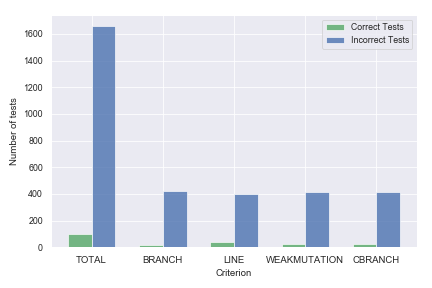 Correct Tests
Incorrect Tests
1600
1400
1200
1000
800
600
400
200
0
Number of tests
TOTAL BRANCH LINE WEAKMUTATION CBRANCH
Criterion